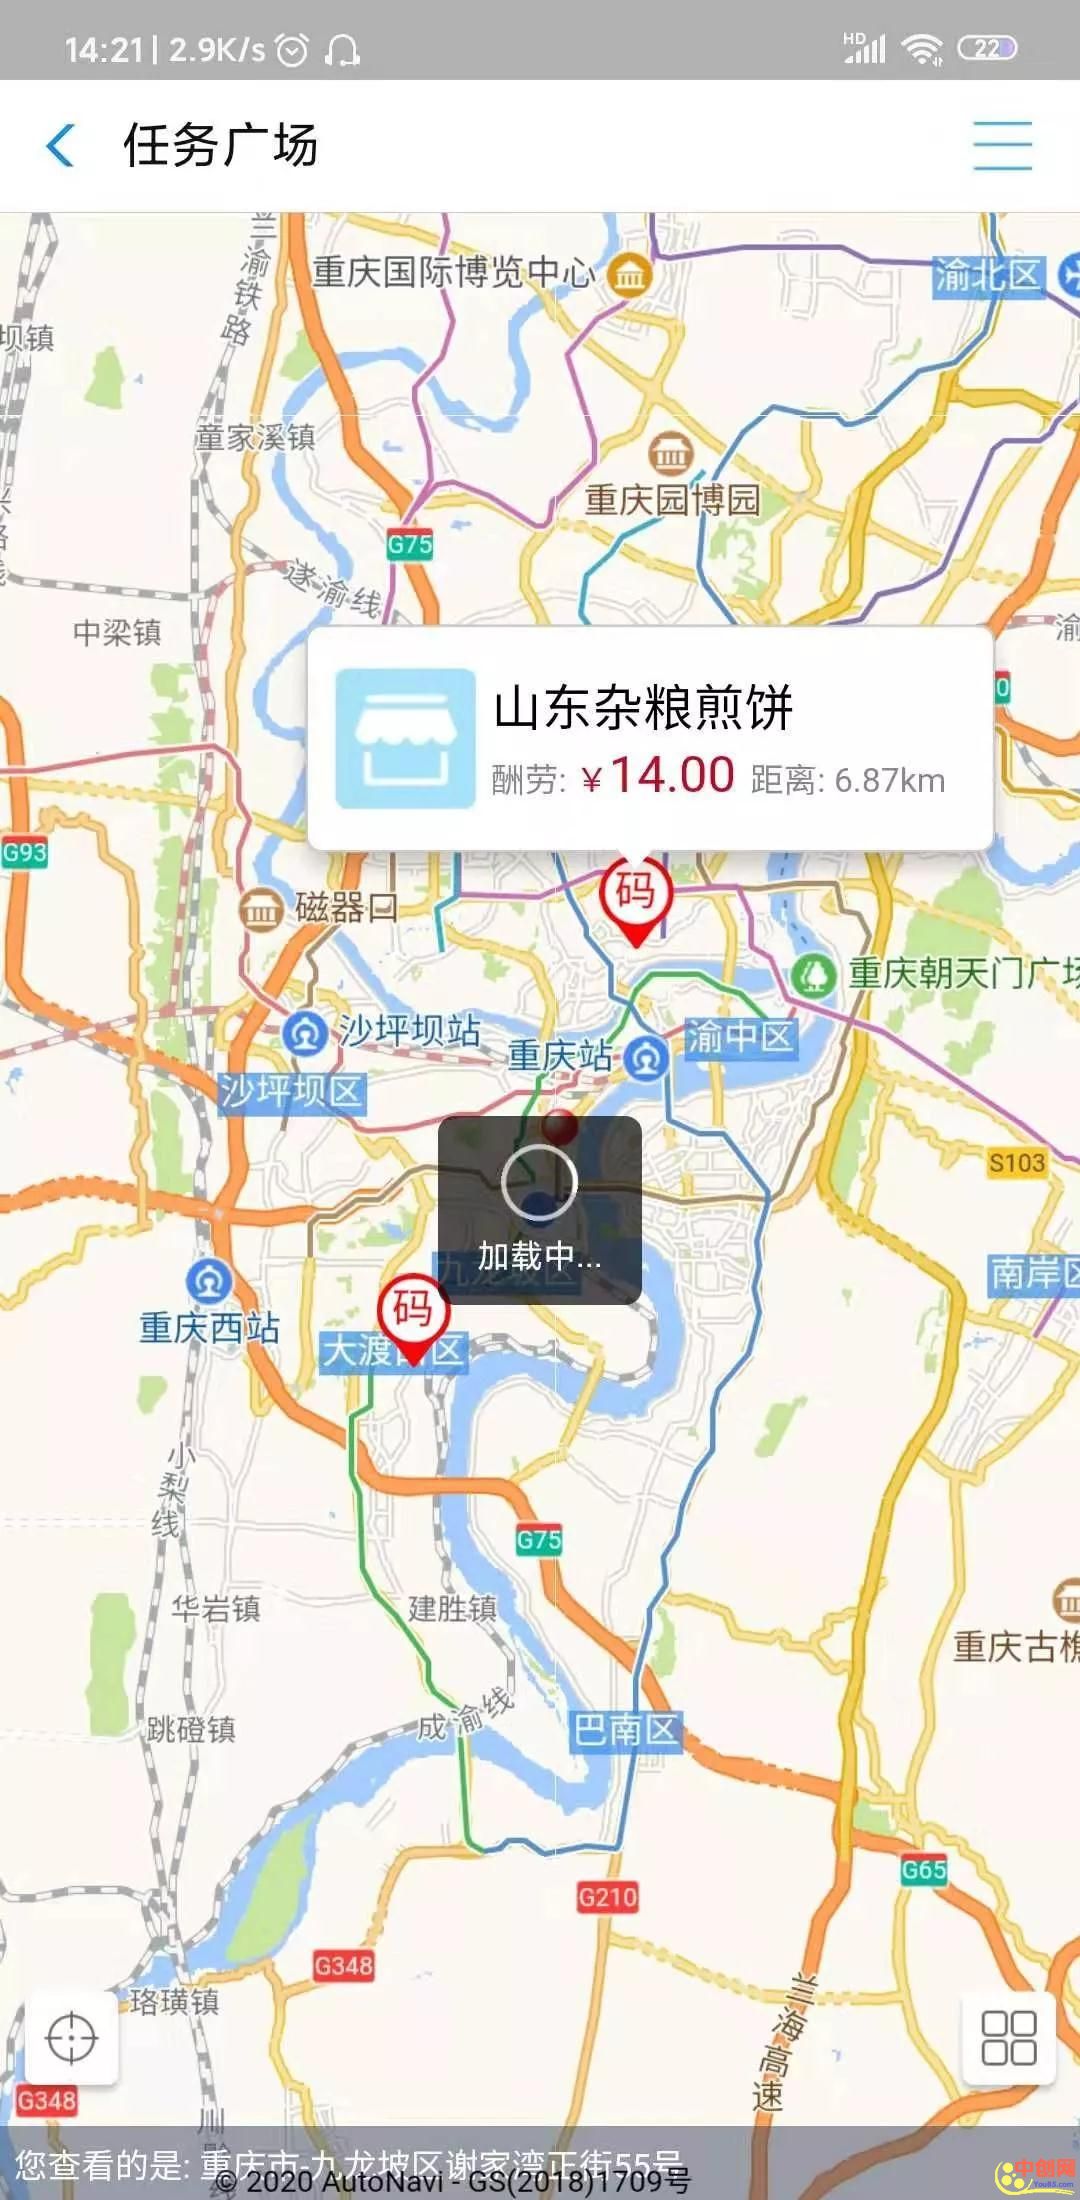 14:21 | 2.9K/s
HD
22
任务广场
兰渝铁路
重庆国际博览中心
渝北区
坝镇
童家溪镇
重庆园博园
G75
遂渝线
中梁镇
渝
山东杂粮煎饼
0
酬劳: ¥14.00 距离: 6.87km
G93
码
磁器口
重庆朝天门广场
沙坪坝站
重庆站
渝中区
沙坪坝区
S103
加载中...
九龙坡区
南岸区
码
重庆西站
大渡口区
小梨线
G75
华岩镇
建胜镇
重庆古樵
成渝线
跳磴镇
巴南区
G65
G210
G348
珞璜镇
兰海高速
G348
您查看的是: 重庆市-九龙坡区谢家湾正街55号
© 2020 AutoNavi - GS(2018)1709号
中创网
You85.com